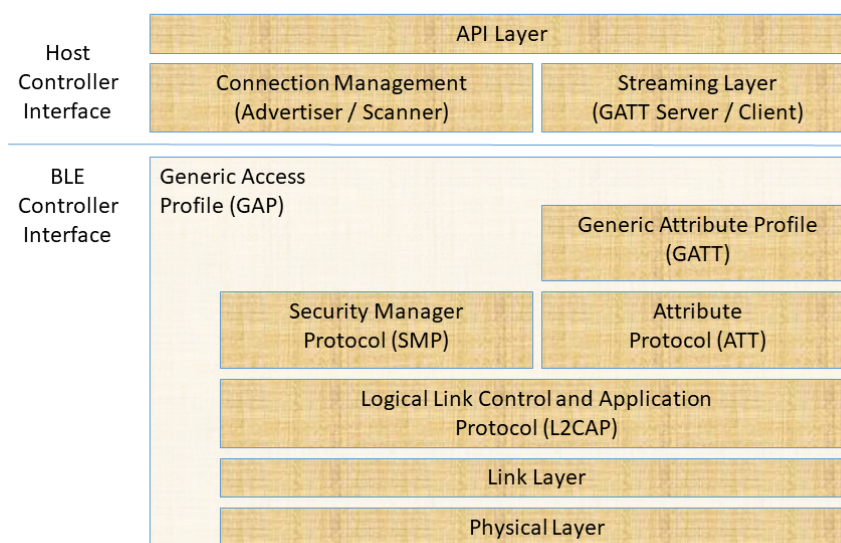 Host
Controller
Interface
API Layer
Connection Management
(Advertiser / Scanner)
Streaming Layer
(GATT Server / Client)
BLE
Controller
Interface
Generic Access
Profile (GAP)
Generic Attribute Profile
(GATT)
Security Manager
Protocol (SMP)
Attribute
Protocol (ATT)
Logical Link Control and Application
Protocol (L2CAP)
Link Layer
Physical Layer